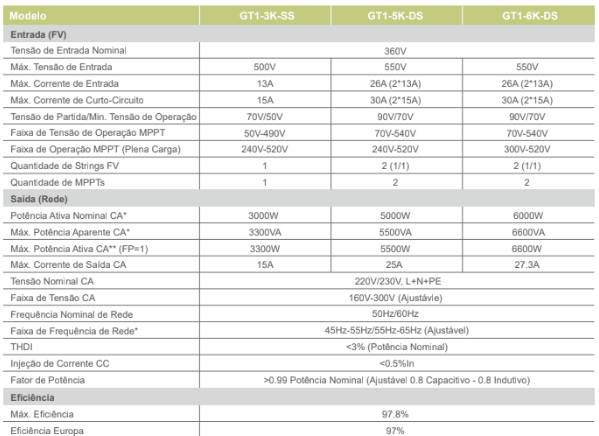 Modelo GT1-3K-SS GT1-5K-DS GT1-6K-DS
Entrada (FV)
Tensão de Entrada Nominal 360V
Máx. Tensão de Entrada 500V 550V 550V
Máx. Corrente de Entrada 13A 26A (2*13A) 26A (2*13A)
Máx. Corrente de Curto-Circuito 15A 30A (2*15A) 30A (2*15A)
Tensão de Partida/Min. Tensão de Operação 70V/50V 90V/70V 90V/70V
Faixa de Tensão de Operação MPPT 50V-490V 70V-540V 70V-540V
Faixa de Operação MPPT (Plena Carga) 240V-520V 240V-520V 300V-520V
Quantidade de Strings FV 1 2 (1/1) 2 (1/1)
Quantidade de MPPTs 1 2 2
Saída (Rede)
Potência Ativa Nominal CA* 3000W 5000W 6000W
Máx. Potência Aparente CA* 3300VA 5500VA 6600VA
Máx. Potência Ativa CA** (FP=1) 3300W 5500W 6600W
Máx. Corrente de Saída CA 15A 25A 27.3A
Tensão Nominal CA 220V/230V, L+N+PE
Faixa de Tensão CA 160V-300V (Ajustávle)
Frequência Nominal de Rede 50Hz/60Hz
Faixa de Frequência de Rede* 45Hz-55Hz/55Hz-65Hz (Ajustável)
THDI <3% (Potência Nominal)
Injeção de Corrente CC <0.5%In
Fator de Potência >0.99 Potência Nominal (Ajustável 0.8 Capacitivo - 0.8 Indutivo)
Eficiência
Máx. Eficiência 97.8%
Eficiência Europa 97%